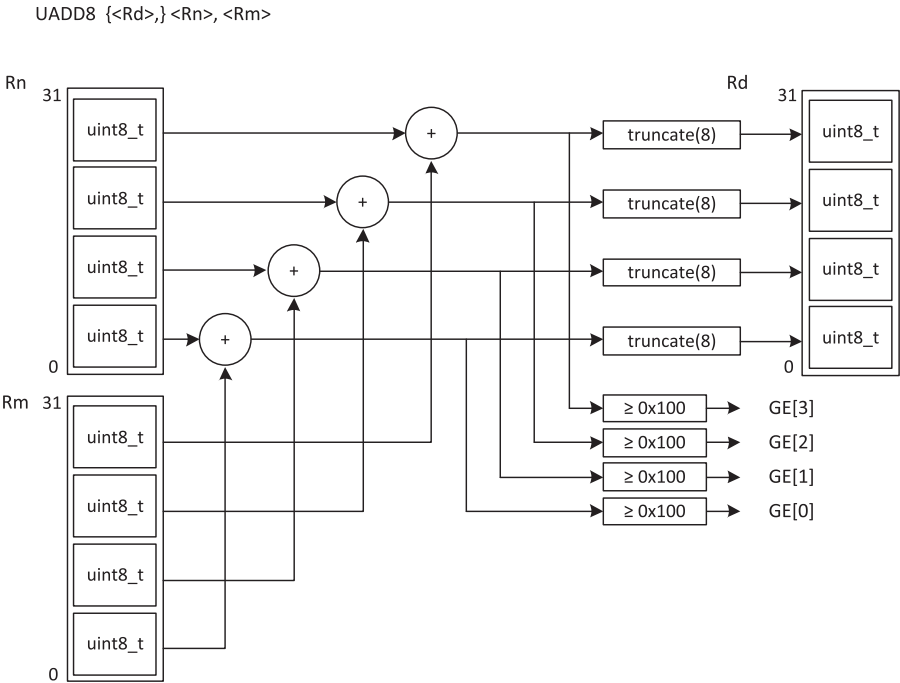 UADD8 {<Rd>,} <Rn>, <Rm>
Rn
31
uint8_t
uint8_t
uint8_t
uint8_t
0
Rm
31
uint8_t
uint8_t
uint8_t
uint8_t
0
+
+
+
+
truncate(8)
truncate(8)
truncate(8)
truncate(8)
≥ 0x100
GE[3]
≥ 0x100
GE[2]
≥ 0x100
GE[1]
≥ 0x100
GE[0]
Rd
31
uint8_t
uint8_t
uint8_t
uint8_t
0